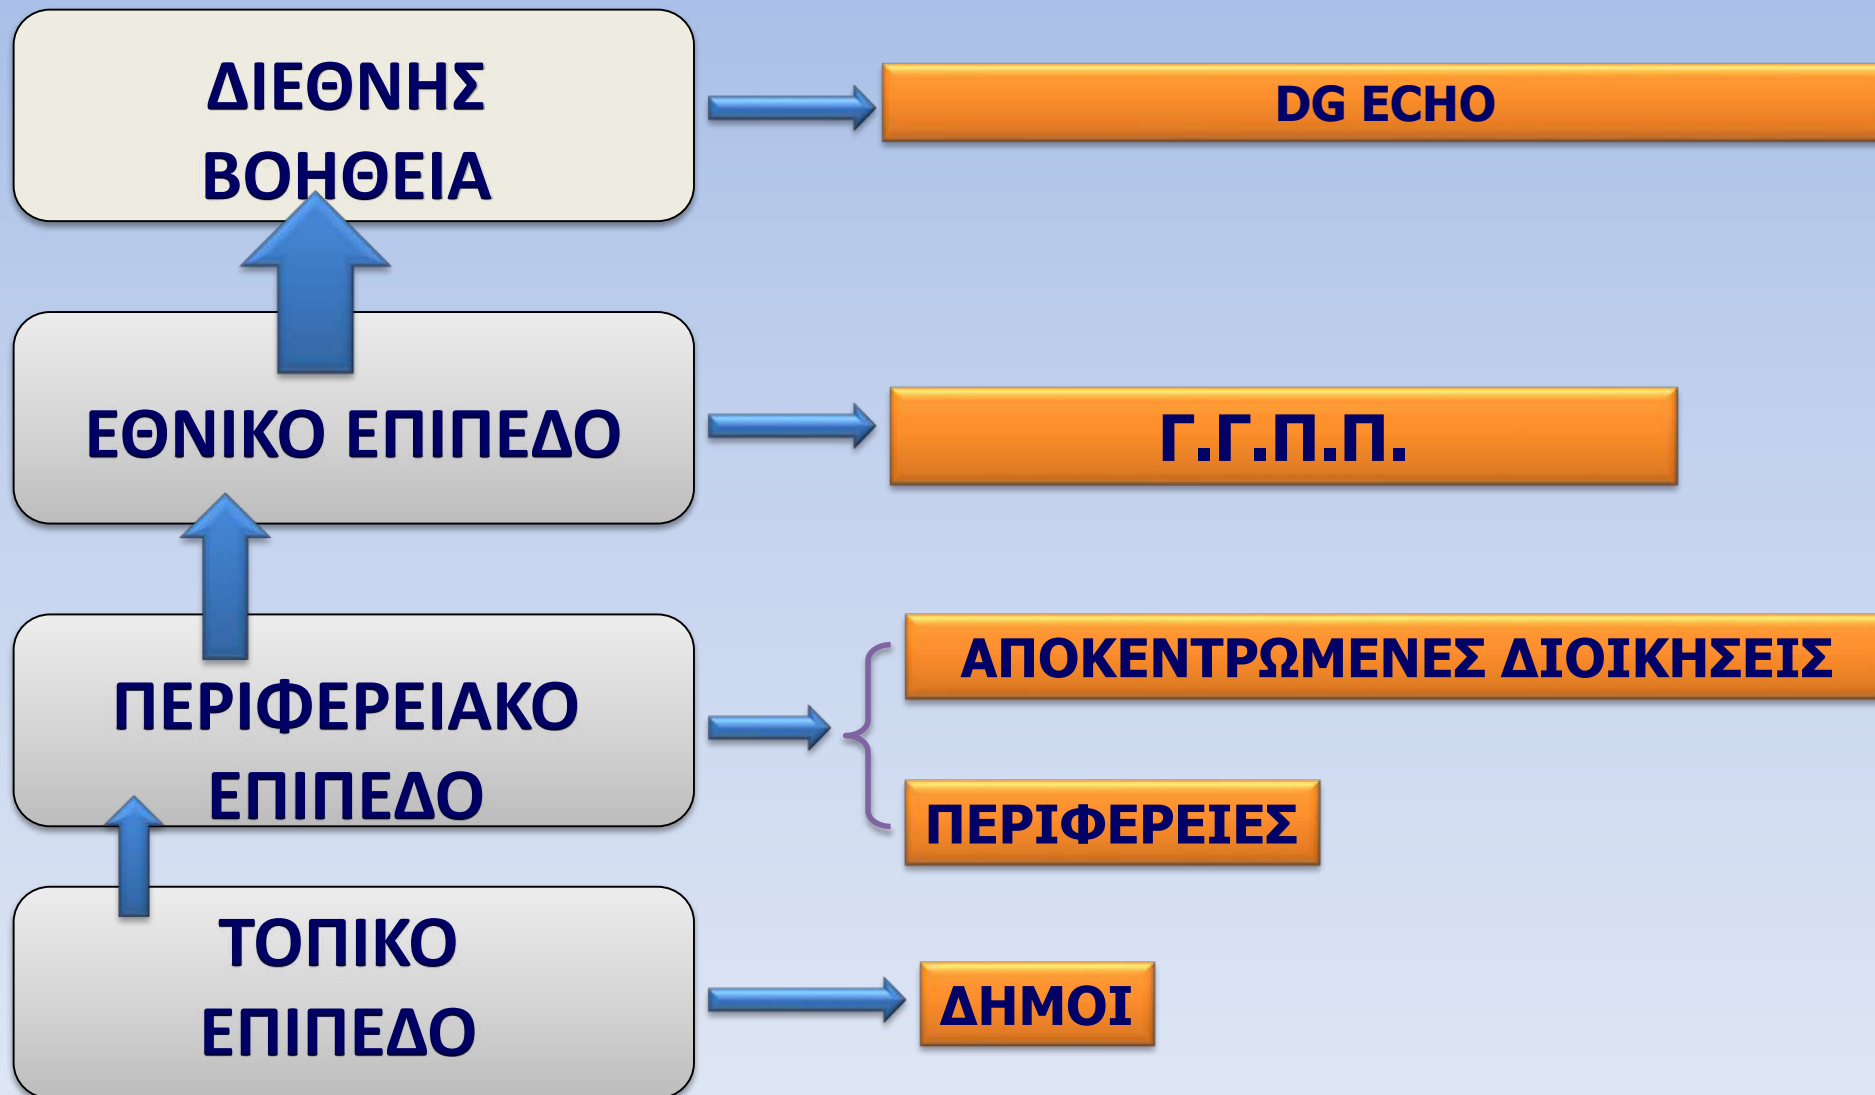 ΔΙΕΘΝΗΣ
ΒΟΗΘΕΙΑ
DG ECHO
ΕΘΝΙΚΟ ΕΠΙΠΕΔΟ
Γ.Γ.Π.Π.
ΠΕΡΙΦΕΡΕΙΑΚΟ
ΕΠΙΠΕΔΟ
ΑΠΟΚΕΝΤΡΩΜΕΝΕΣ ΔΙΟΙΚΗΣΕΙΣ
ΠΕΡΙΦΕΡΕΙΕΣ
ΤΟΠΙΚΟ
ΕΠΙΠΕΔΟ
ΔΗΜΟΙ